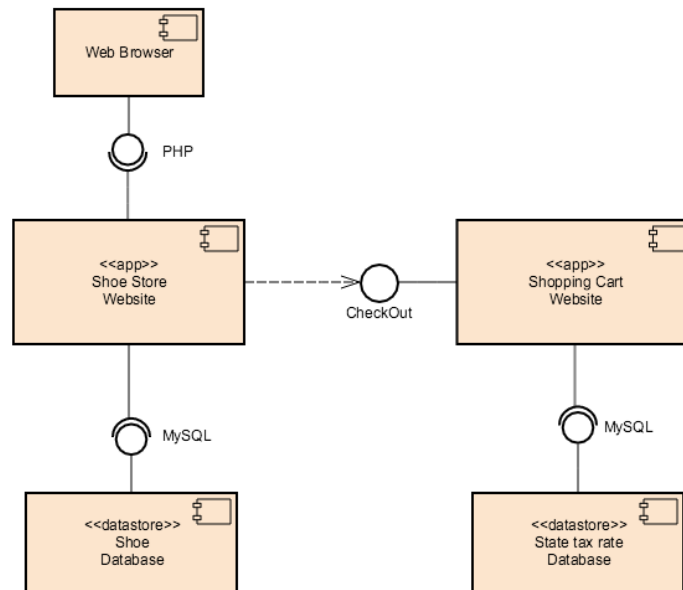 Web Browser
PHP
<<app>>
Shoe Store
Website
CheckOut
<<app>>
Shopping Cart
Website
MySQL
MySQL
<<datastore>>
Shoe
Database
<<datastore>>
State tax rate
Database